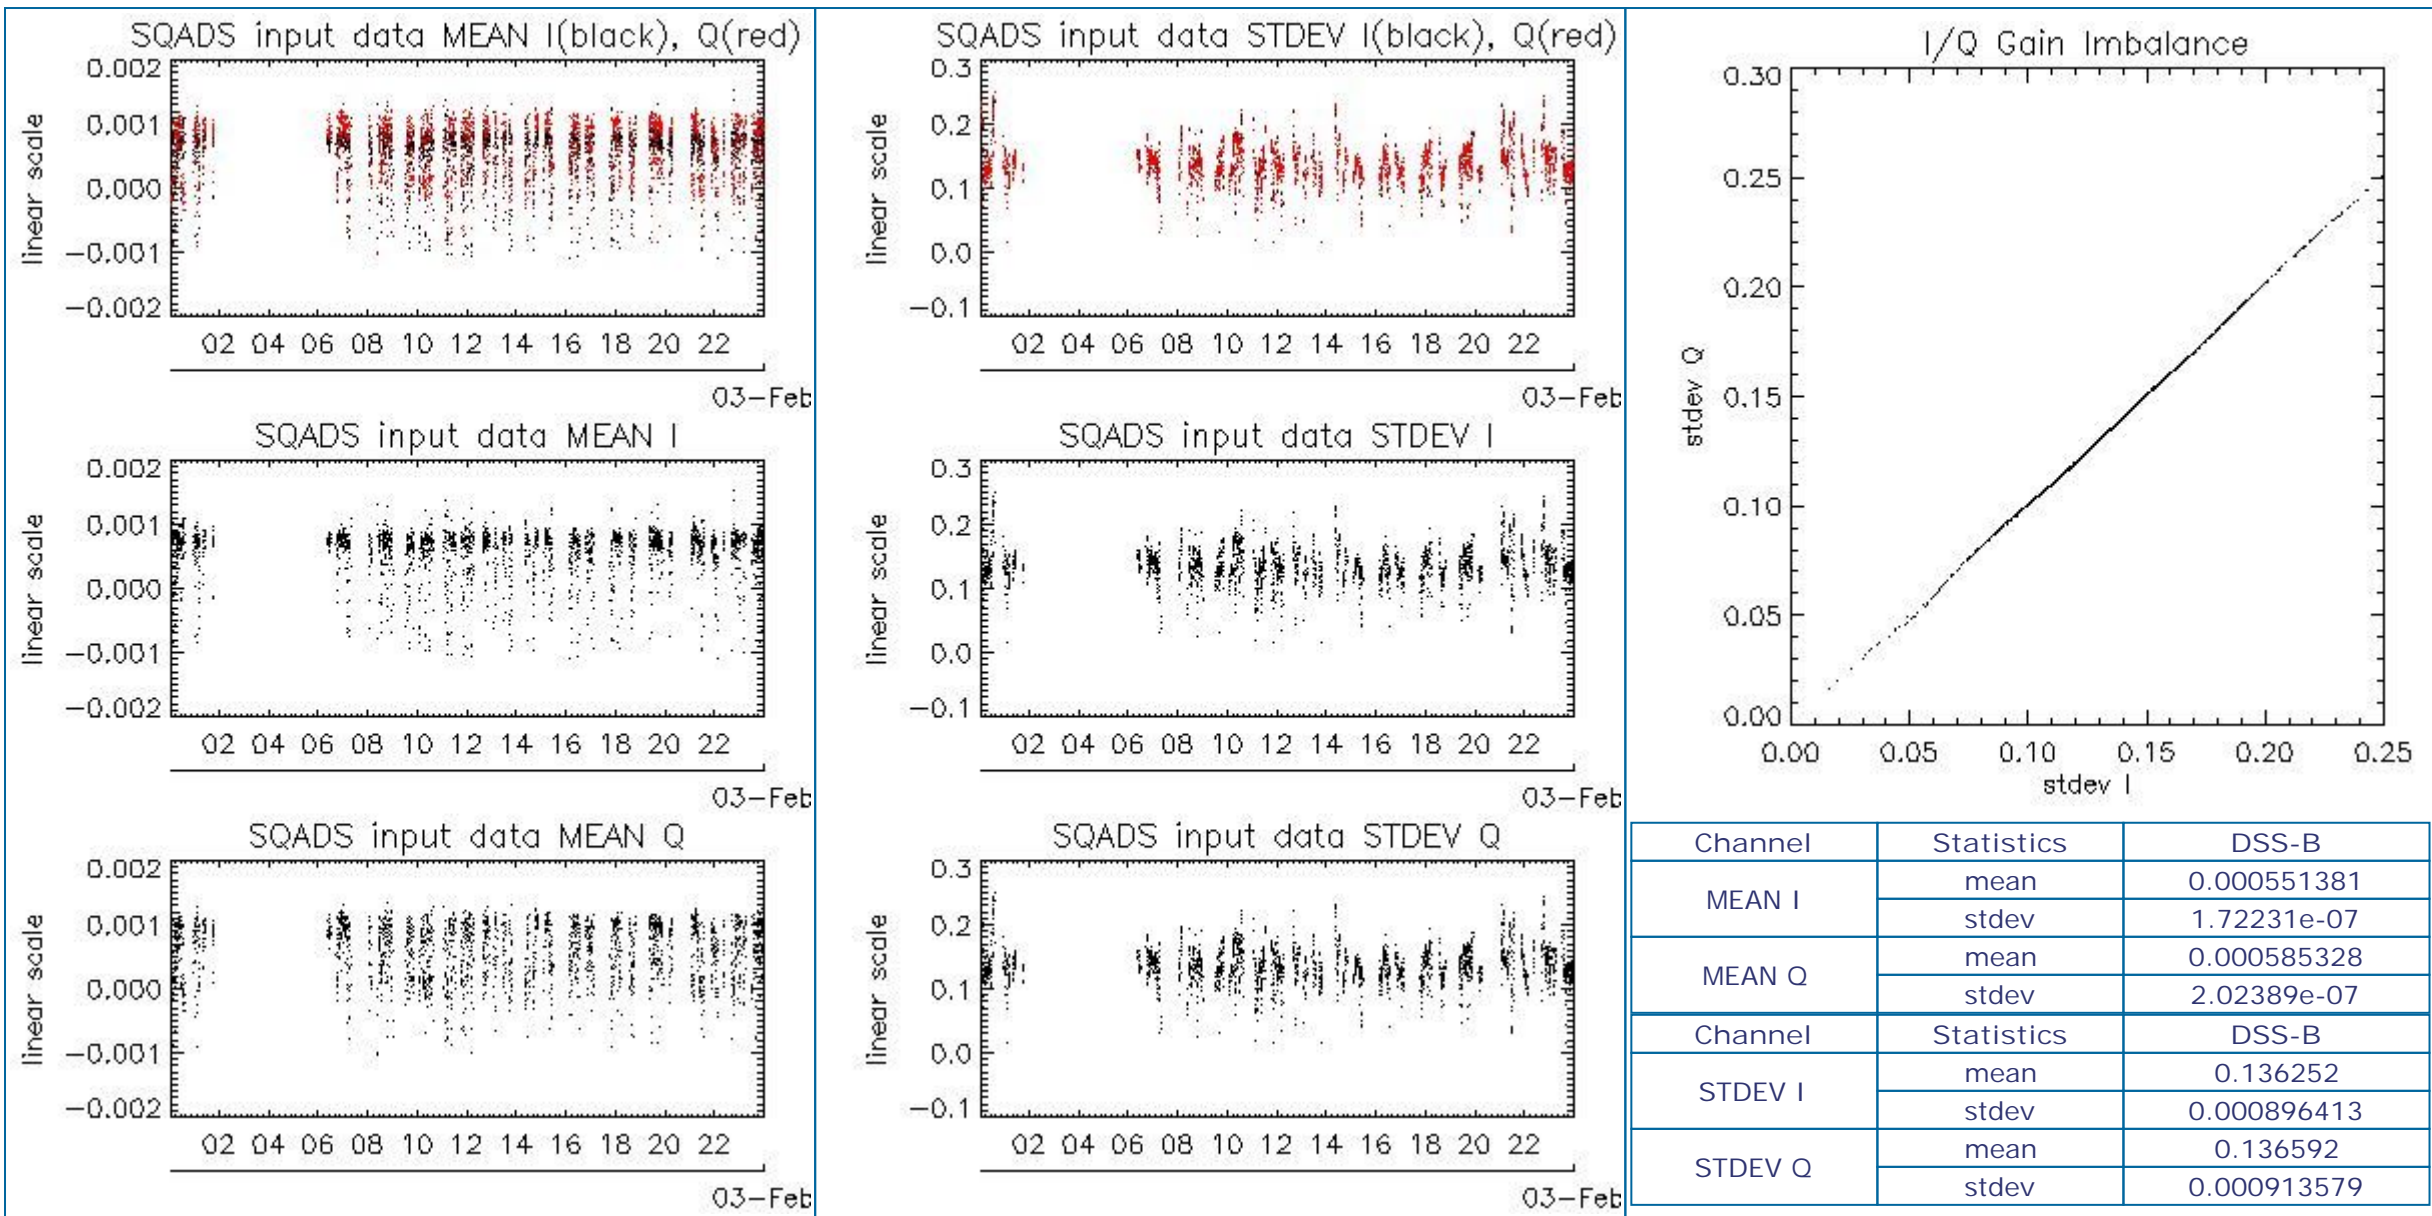 SQADS input data MEAN I(black), Q(red)
0.002
0.001
0.000
−0.001
−0.002
linear scale
02 04 06 08 10 12 14 16 18 20 22
03−Feb
SQADS input data MEAN I
0.002
0.001
0.000
−0.001
−0.002
linear scale
02 04 06 08 10 12 14 16 18 20 22
03−Feb
SQADS input data MEAN Q
0.002
0.001
0.000
−0.001
−0.002
linear scale
02 04 06 08 10 12 14 16 18 20 22
03−Feb
SQADS input data STDEV I(black), Q(red)
0.3
0.2
0.1
0.0
−0.1
linear scale
02 04 06 08 10 12 14 16 18 20 22
03−Feb
SQADS input data STDEV I
0.3
0.2
0.1
0.0
−0.1
linear scale
02 04 06 08 10 12 14 16 18 20 22
03−Feb
SQADS input data STDEV Q
0.3
0.2
0.1
0.0
−0.1
linear scale
02 04 06 08 10 12 14 16 18 20 22
03−Feb
I/Q Gain Imbalance
0.30
0.25
0.20
0.15
0.10
0.05
0.00
stdev Q
0.00 0.05 0.10 0.15 0.20 0.25
stdev I
Channel Statistics DSS-B
MEAN I mean 0.000551381
stdev 1.72231e-07
MEAN Q mean 0.000585328
stdev 2.02389e-07
Channel Statistics DSS-B
STDEV I mean 0.136252
stdev 0.000896413
STDEV Q mean 0.136592
stdev 0.000913579